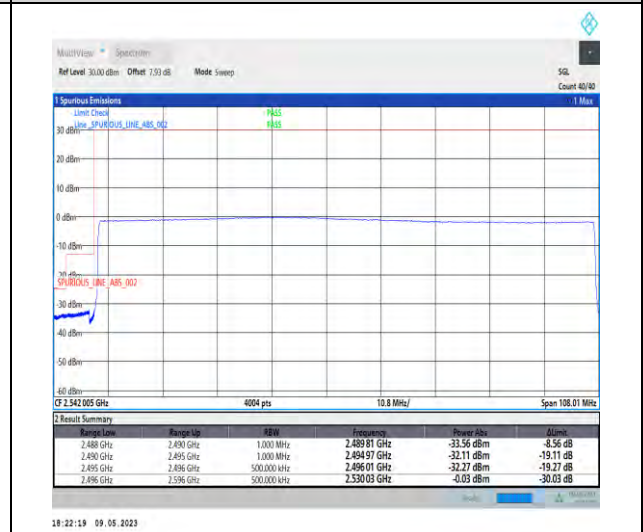 MultiView Spectrum
Ref Level 30.00 dBm Offset 7.93 dB Mode Sweep SGL
Count 40/40
1 Spurious Emissions 1 Max
Limit Check PASS
Line _SPURIOUS_LINE_ABS_002 PASS
30 dBm
20 dBm
10 dBm
0 dBm
-10 dBm
-20 dBm
SPURIOUS_LINE_ABS_002
-30 dBm
-40 dBm
-50 dBm
-60 dBm
CF 2.542 005 GHz 4004 pts 10.8 MHz/ Span 108.01 MHz
2 Result Summary
Range Low Range Up RBW Frequency Power Abs ΔLimit
2.488 GHz 2.490 GHz 1.000 MHz 2.489 81 GHz -33.56 dBm -8.56 dB
2.490 GHz 2.495 GHz 1.000 MHz 2.494 97 GHz -32.11 dBm -19.11 dB
2.495 GHz 2.496 GHz 500.000 kHz 2.496 01 GHz -32.27 dBm -19.27 dB
2.496 GHz 2.596 GHz 500.000 kHz 2.530 03 GHz -0.03 dBm -30.03 dB
18:22:19 09.05.2023